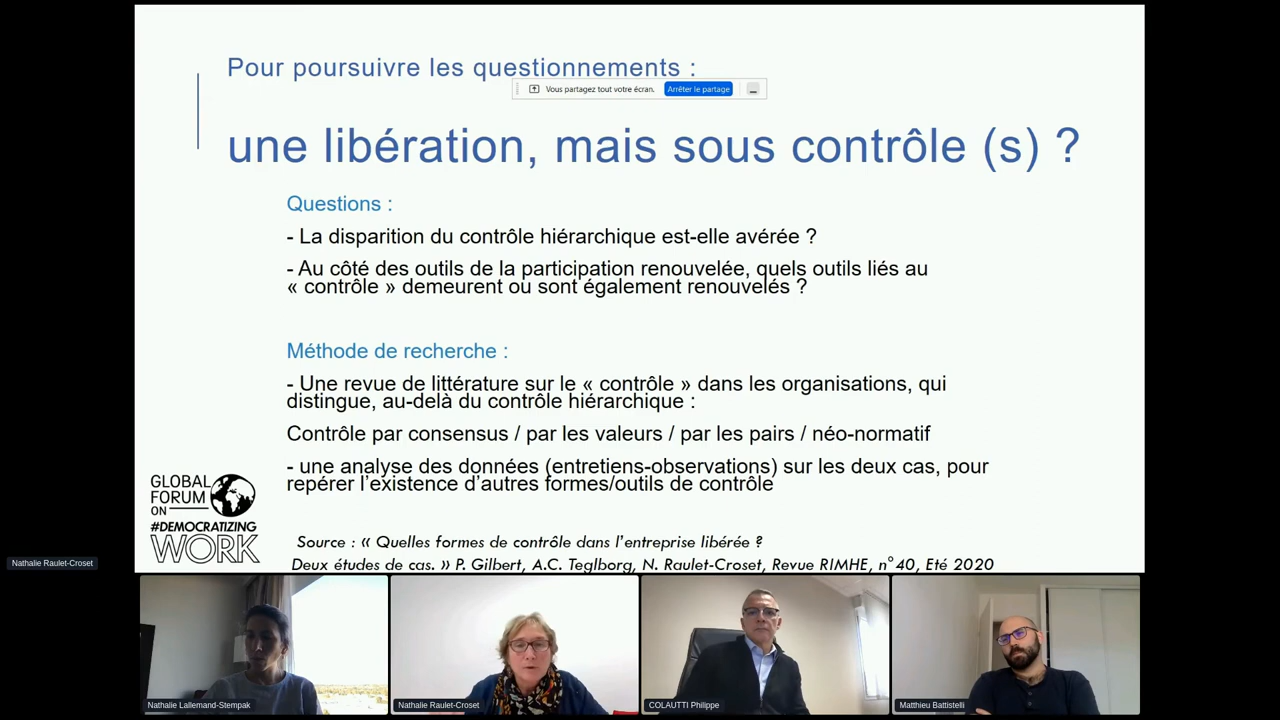 Pour poursuivre les questionnements :
Vous partagez tout votre écran.
Arrêter le partage
une libération, mais sous contrôle (s) ?
Questions :
- La disparition du contrôle hiérarchique est-elle avérée ?
- Au côté des outils de la participation renouvelée, quels outils liés au
« contrôle » demeurent ou sont également renouvelés ?
Méthode de recherche :
- Une revue de littérature sur le « contrôle » dans les organisations, qui
distingue, au-delà du contrôle hiérarchique :
Contrôle par consensus / par les valeurs / par les pairs / néo-normatif
- une analyse des données (entretiens-observations) sur les deux cas, pour
repérer l'existence d'autres formes/outils de contrôle
GLOBAL
FORUM
ON
#DEMOCRATIZING
WORK
Source : « Quelles formes de contrôle dans l'entreprise libérée ?
Deux études de cas. » P. Gilbert, A.C. Teglborg, N. Raulet-Croset, Revue RIMHE, n°40, Eté 2020
Nathalie Raulet-Croset
Nathalie Lallemand-Stempak
Nathalie Raulet-Croset
COLAUTTI Philippe
Matthieu Battistelli